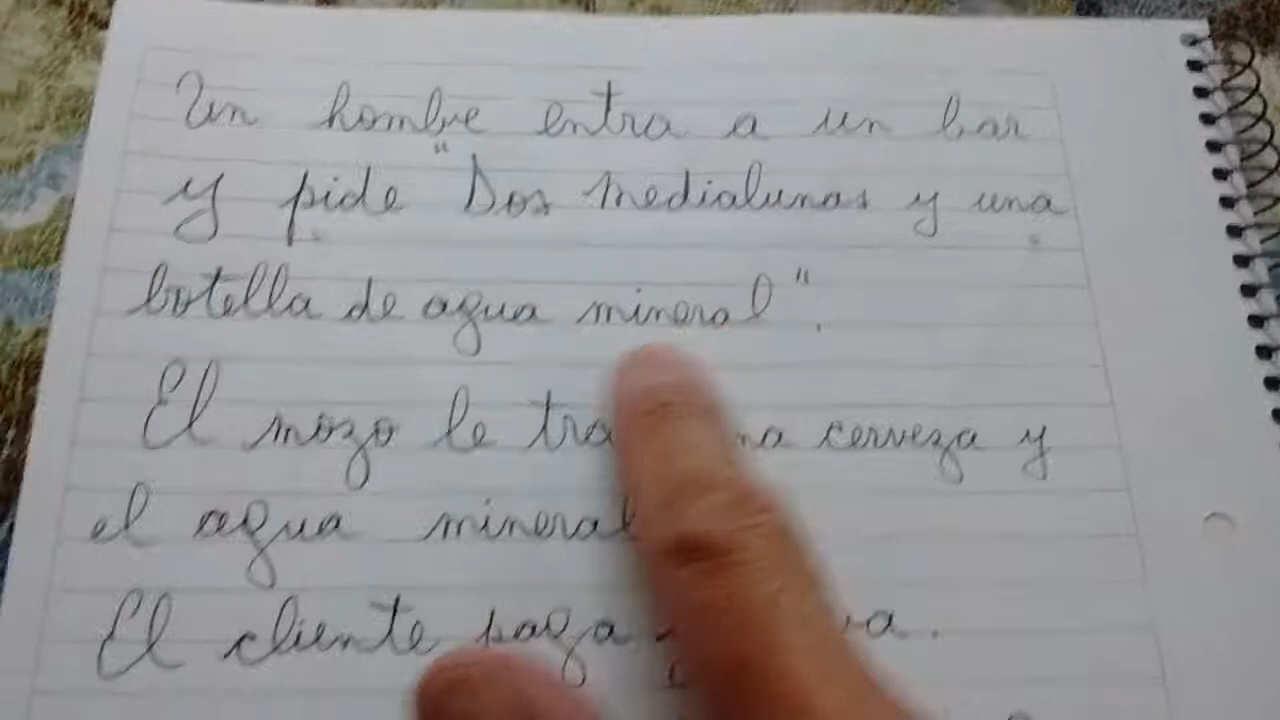 Un hombre entra a un bar
y pide "Dos medialunas y una
botella de agua mineral".
El mozo le cerveza y
el agua mineral
El cliente paga